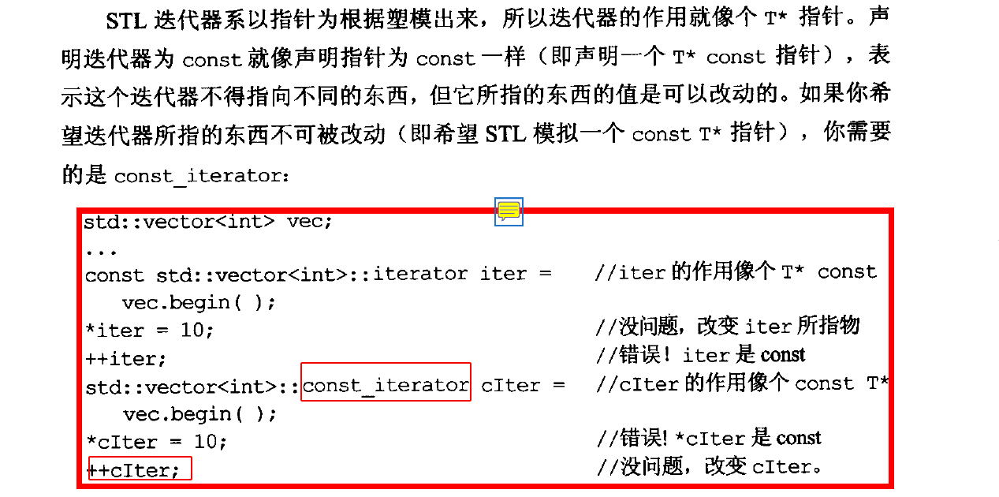 STL 迭代器系以指针为根据塑模出来，所以迭代器的作用就像个 T* 指针。声
明迭代器为 const 就像声明指针为 const 一样（即声明一个 T* const 指针），表
示这个迭代器不得指向不同的东西，但它所指的东西的值是可以改动的。如果你希
望迭代器所指的东西不可被改动（即希望 STL 模拟一个 const T* 指针），你需要
的是 const_iterator：
std::vector<int> vec;
...
const std::vector<int>::iterator iter = //iter 的作用像个 T* const
vec.begin( );
*iter = 10; //没问题，改变 iter 所指物
++iter; //错误！iter 是 const
std::vector<int>::const_iterator cIter = //cIter 的作用像个 const T*
vec.begin( );
*cIter = 10; //错误! *cIter 是 const
++cIter; //没问题，改变 cIter。